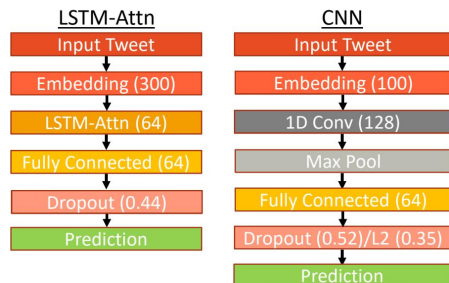 LSTM-Attn
Input Tweet
Embedding (300)
LSTM-Attn (64)
Fully Connected (64)
Dropout (0.44)
Prediction
CNN
Input Tweet
Embedding (100)
1D Conv (128)
Max Pool
Fully Connected (64)
Dropout (0.52)/L2 (0.35)
Prediction